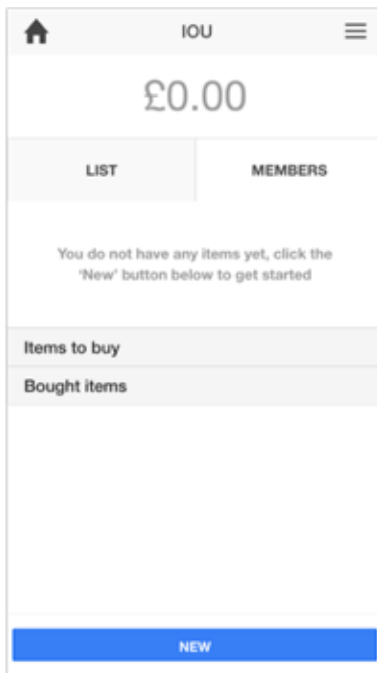 IOU
£0.00
LIST
MEMBERS
You do not have any items yet, click the
'New' button below to get started
Items to buy
Bought items
NEW